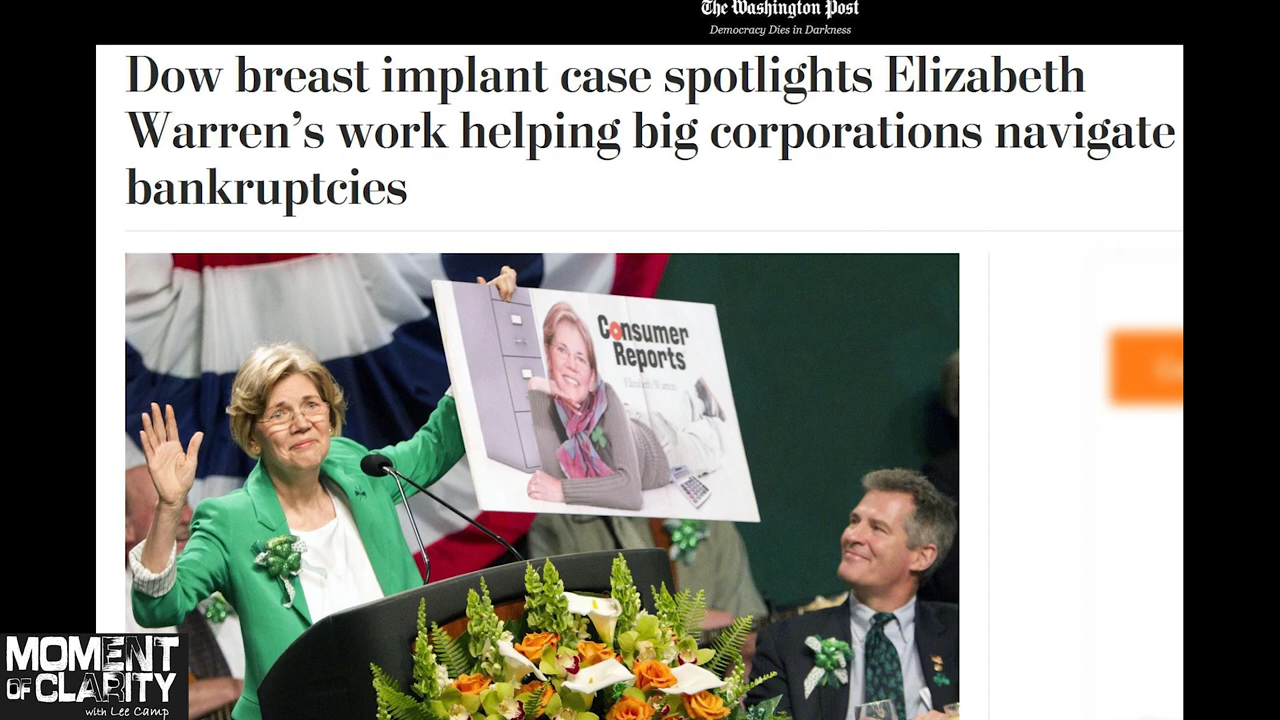 The Washington Post
Democracy Dies in Darkness
Dow breast implant case spotlights Elizabeth
Warren's work helping big corporations navigate
bankruptcies
Consumer
Reports
Elizabeth Warren
MOMENT
OF CLARITY
with Lee Camp